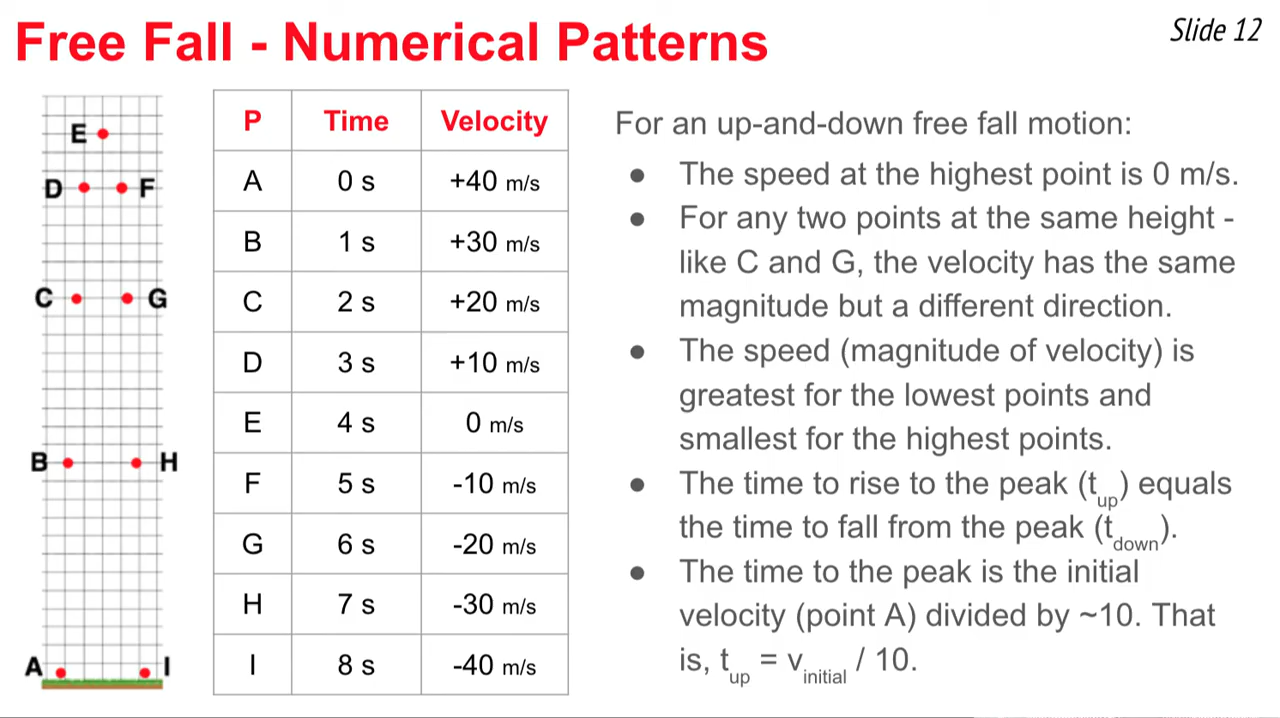 Free Fall - Numerical Patterns
Slide 12
E
D F
C G
B H
A I
P Time Velocity
A 0 s +40 m/s
B 1 s +30 m/s
C 2 s +20 m/s
D 3 s +10 m/s
E 4 s 0 m/s
F 5 s -10 m/s
G 6 s -20 m/s
H 7 s -30 m/s
I 8 s -40 m/s
For an up-and-down free fall motion:
● The speed at the highest point is 0 m/s.
● For any two points at the same height -
like C and G, the velocity has the same
magnitude but a different direction.
● The speed (magnitude of velocity) is
greatest for the lowest points and
smallest for the highest points.
● The time to rise to the peak (t_up) equals
the time to fall from the peak (t_down).
● The time to the peak is the initial
velocity (point A) divided by ~10. That
is, t_up = v_initial / 10.